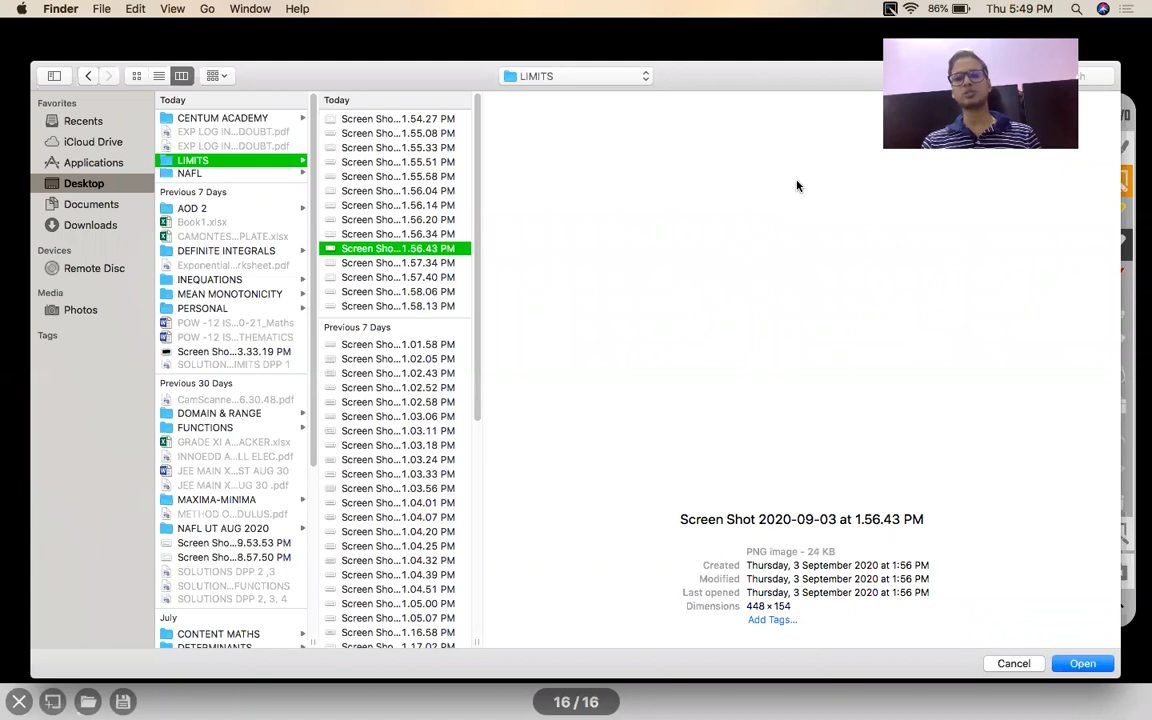 Finder File Edit View Go Window Help
86% Thu 5:49 PM
LIMITS
Favorites
Recents
iCloud Drive
Applications
Desktop
Documents
Downloads
Devices
Remote Disc
Media
Photos
Tags
Today
CENTUM ACADEMY
EXP LOG IN...DOUBT.pdf
EXP LOG IN...DOUBT.pdf
LIMITS
NAFL
Previous 7 Days
AOD 2
Book1.xlsx
CAMONTES...PLATE.xlsx
DEFINITE INTEGRALS
Exponential...rksheet.pdf
INEQUATIONS
MEAN MONOTONICITY
PERSONAL
POW -12 IS...0-21_Maths
POW -12 IS...THEMATICS
Screen Sho...3.33.19 PM
SOLUTION...IMITS DPP 1
Previous 30 Days
CamScanne...6.30.48.pdf
DOMAIN & RANGE
FUNCTIONS
GRADE XI A...ACKER.xlsx
INNOEDD A...LL ELEC.pdf
JEE MAIN X...ST AUG 30
JEE MAIN X...UG 30 .pdf
MAXIMA-MINIMA
METHOD O...DULUS.pdf
NAFL UT AUG 2020
Screen Sho...9.53.53 PM
Screen Sho...8.57.50 PM
SOLUTIONS DPP 2 ,3
SOLUTION...FUNCTIONS
SOLUTIONS DPP 2, 3, 4
July
CONTENT MATHS
DETERMINANTS
Today
Screen Sho...1.54.27 PM
Screen Sho...1.55.08 PM
Screen Sho...1.55.33 PM
Screen Sho...1.55.51 PM
Screen Sho...1.55.58 PM
Screen Sho...1.56.04 PM
Screen Sho...1.56.14 PM
Screen Sho...1.56.20 PM
Screen Sho...1.56.34 PM
Screen Sho...1.56.43 PM
Screen Sho...1.57.34 PM
Screen Sho...1.57.40 PM
Screen Sho...1.58.06 PM
Screen Sho...1.58.13 PM
Previous 7 Days
Screen Sho...1.01.58 PM
Screen Sho...1.02.05 PM
Screen Sho...1.02.43 PM
Screen Sho...1.02.52 PM
Screen Sho...1.02.58 PM
Screen Sho...1.03.06 PM
Screen Sho...1.03.11 PM
Screen Sho...1.03.18 PM
Screen Sho...1.03.24 PM
Screen Sho...1.03.33 PM
Screen Sho...1.03.56 PM
Screen Sho...1.04.01 PM
Screen Sho...1.04.07 PM
Screen Sho...1.04.20 PM
Screen Sho...1.04.25 PM
Screen Sho...1.04.32 PM
Screen Sho...1.04.39 PM
Screen Sho...1.04.51 PM
Screen Sho...1.05.00 PM
Screen Sho...1.05.07 PM
Screen Sho...1.16.58 PM
Screen Sho...1.17.02 PM
Screen Shot 2020-09-03 at 1.56.43 PM
PNG image - 24 KB
Created Thursday, 3 September 2020 at 1:56 PM
Modified Thursday, 3 September 2020 at 1:56 PM
Last opened Thursday, 3 September 2020 at 1:56 PM
Dimensions 448 × 154
Add Tags...
Cancel Open
16 / 16